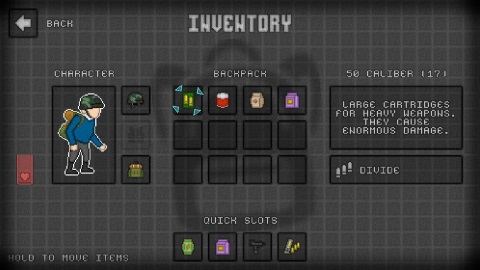 BACK
INVENTORY
CHARACTER
BACKPACK
50 CALIBER (17)
LARGE CARTRIDGES
FOR HEAVY WEAPONS.
THEY CAUSE
ENORMOUS DAMAGE.
DIVIDE
QUICK SLOTS
HOLD TO MOVE ITEMS